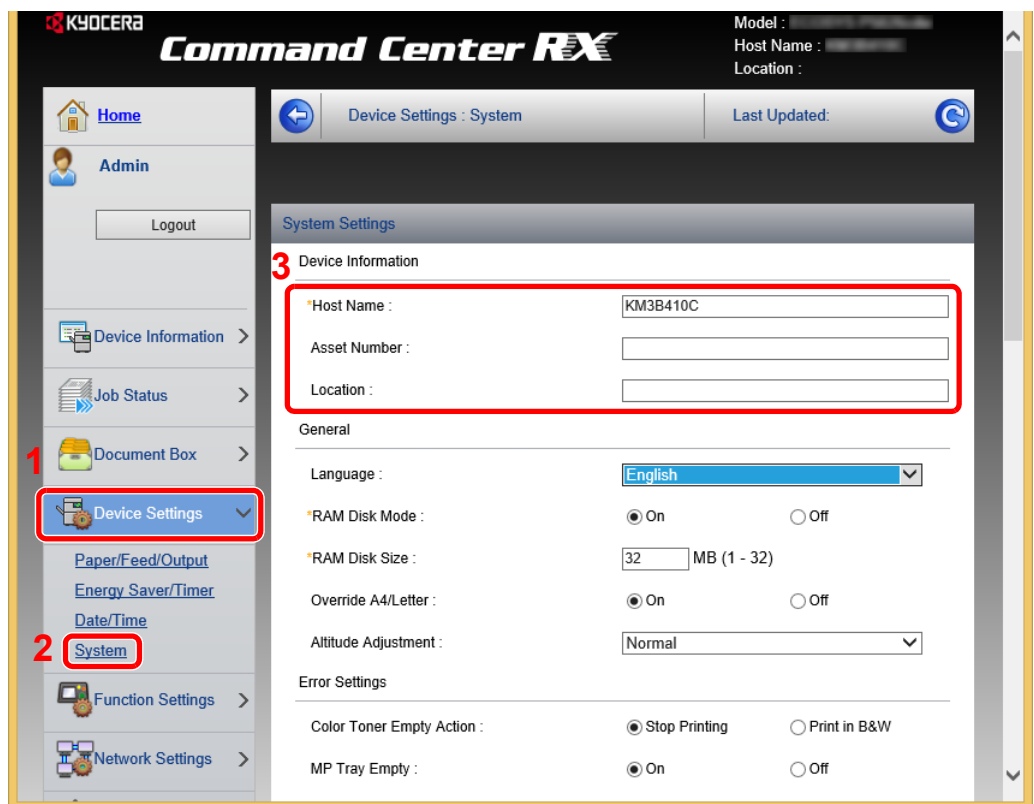 KYOCERA
Command Center RX
Model :
Host Name :
Location :
Home
Admin
Logout
Device Information
Job Status
1
Document Box
Device Settings
Paper/Feed/Output
Energy Saver/Timer
Date/Time
2 System
Function Settings
Network Settings
Device Settings : System
Last Updated:
System Settings
3 Device Information
*Host Name : KM3B410C
Asset Number :
Location :
General
Language : English
*RAM Disk Mode : On Off
*RAM Disk Size : 32 MB (1 - 32)
Override A4/Letter : On Off
Altitude Adjustment : Normal
Error Settings
Color Toner Empty Action : Stop Printing Print in B&W
MP Tray Empty : On Off